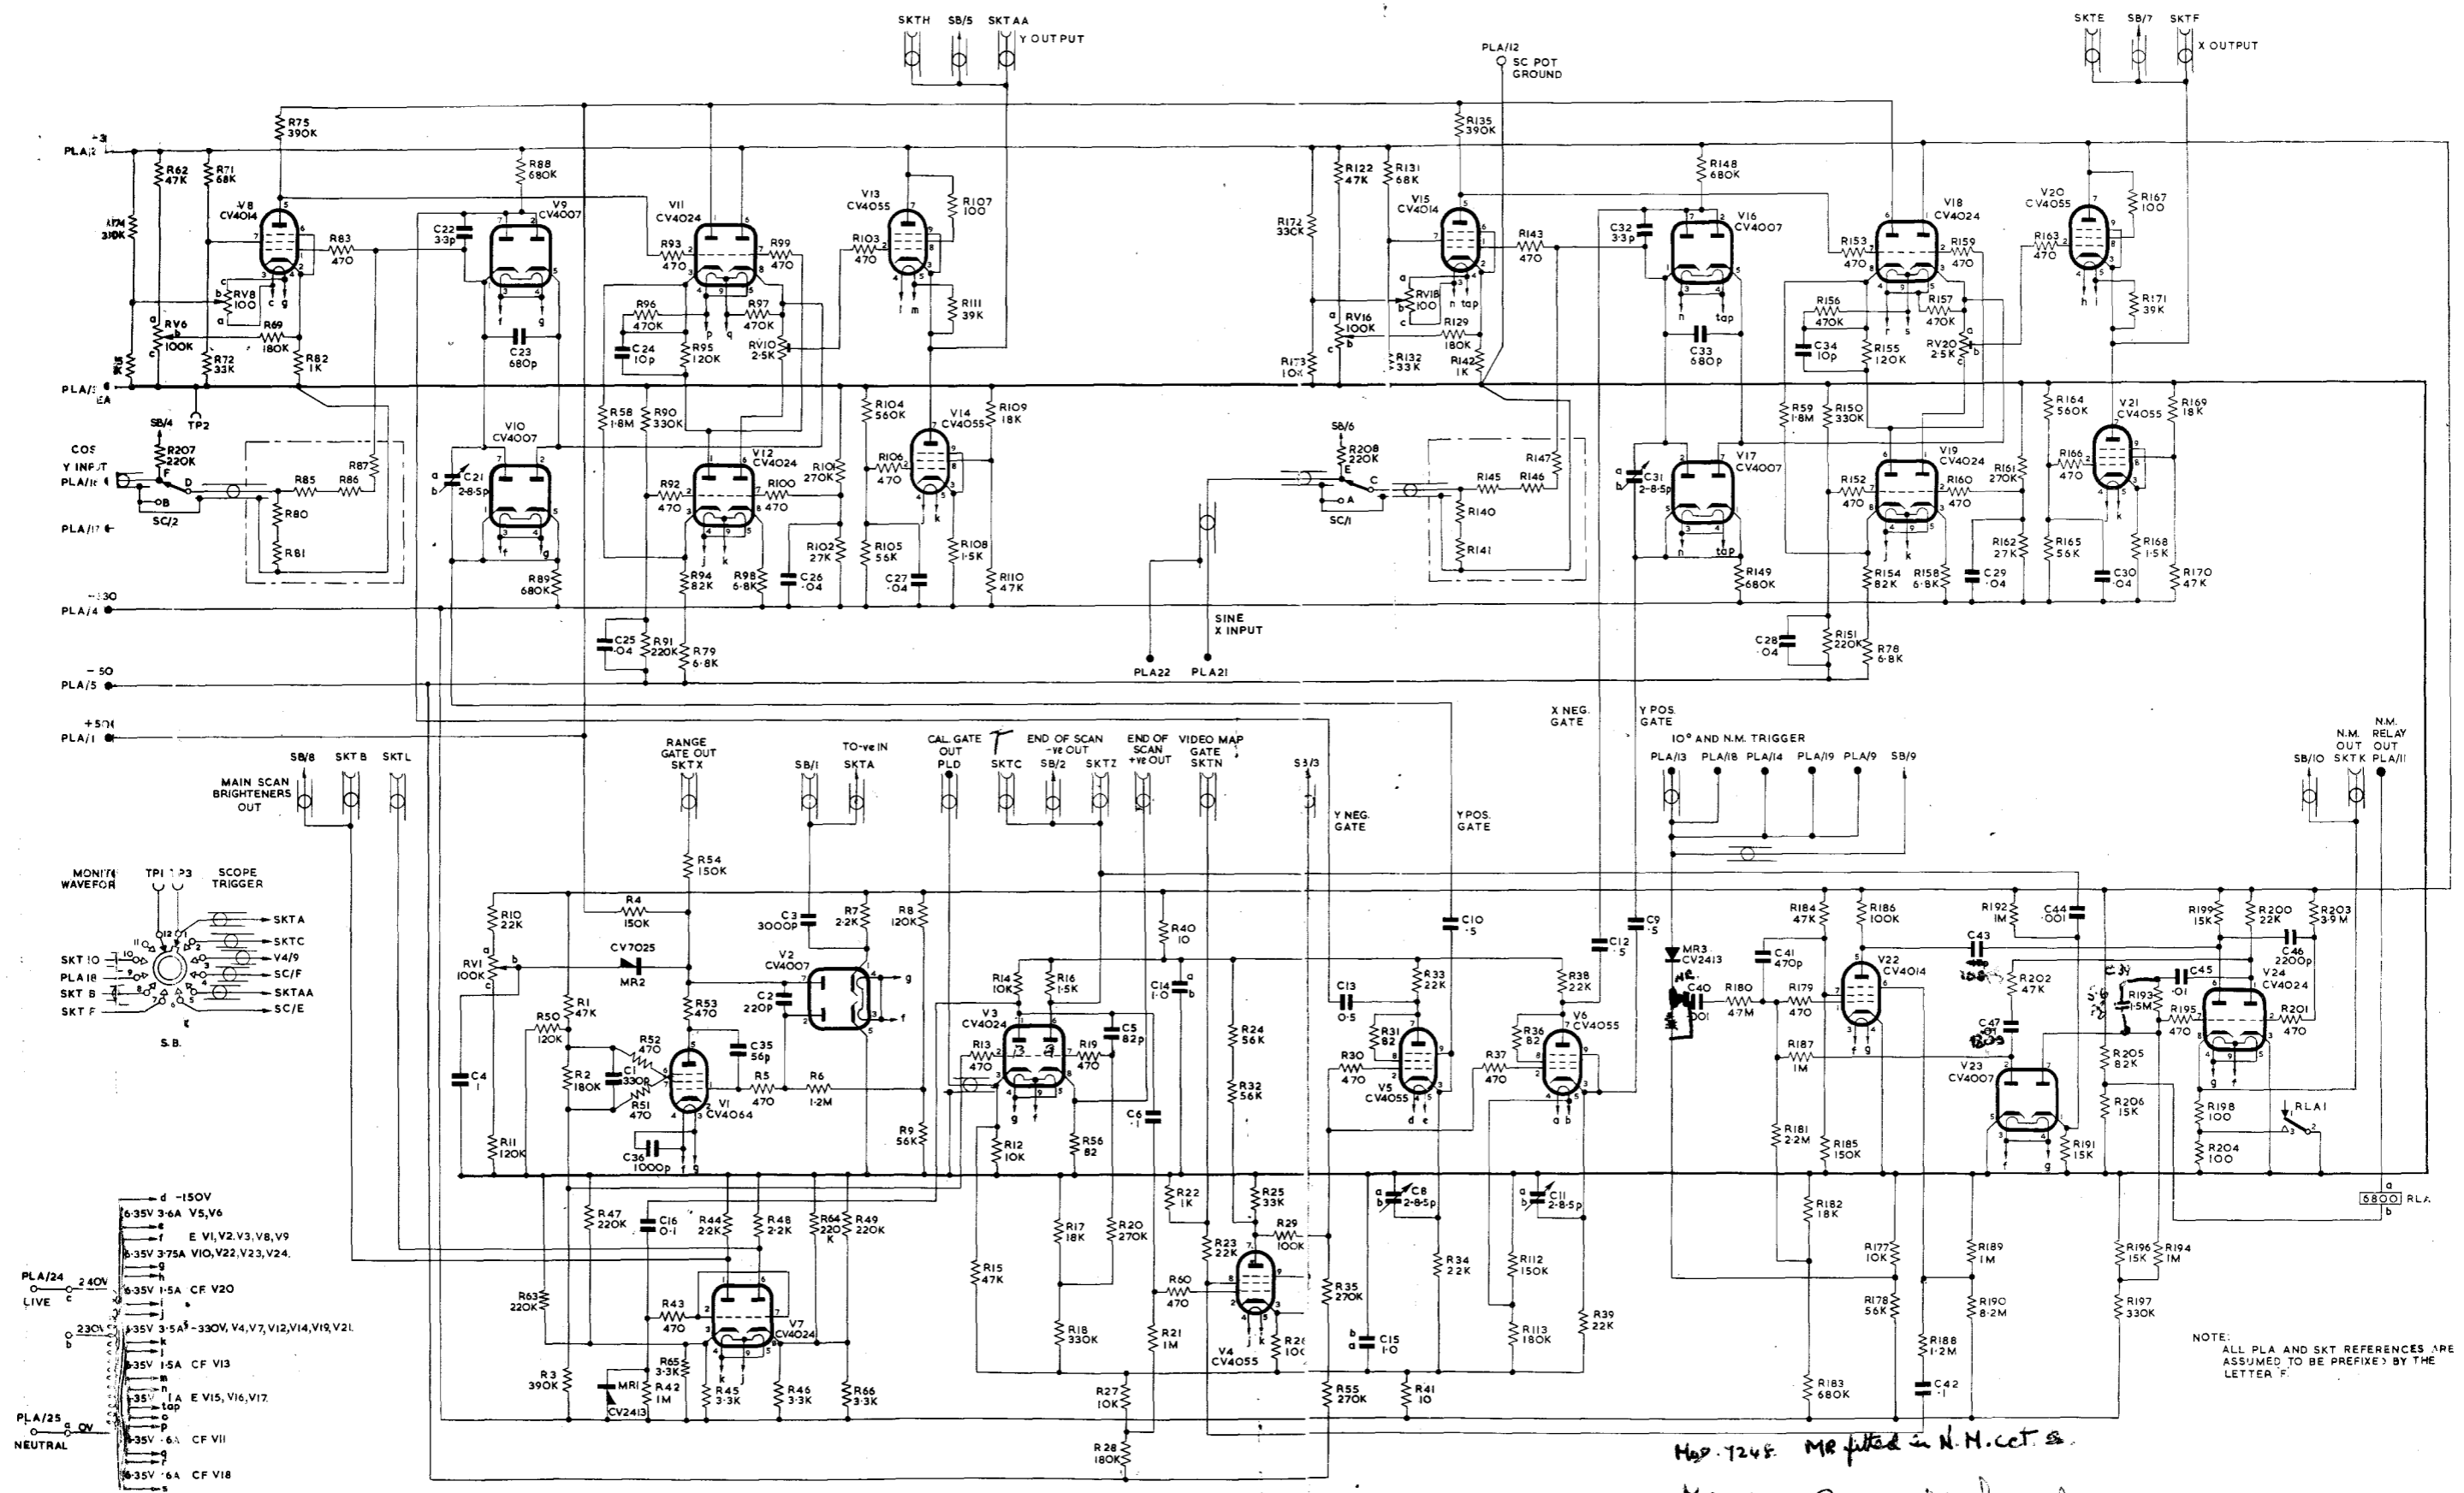 SKTH SB/5 SKTAA
Y OUTPUT
PLA/12
SC POT
GROUND
SKTE SB/7 SKTF
X OUTPUT
R75
390K
R135
390K
PLA/2
R62
47K
R71
68K
R88
680K
R122
47K
R131
68K
R148
680K
V8
CV4014
V9
CV4007
V11
CV4024
V13
CV4055
R107
100
V15
CV4014
V16
CV4007
V18
CV4024
V20
CV4055
R167
100
R83
470
C22
3·3p
R93
470
R99
470
R103
470
R172
R143
470
C32
3·3p
R153
470
R159
470
R163
470
RV8
100
RV6
100K
R69
180K
R72
33K
R82
1K
C23
680p
R96
470K
R97
470K
C24
10p
R95
120K
RV10
2·5K
R111
39K
RV18
100
RV16
100K
R129
180K
R173
R132
33K
R142
1K
C33
680p
R156
470K
R157
470K
C34
10p
R155
120K
RV20
2·5K
R171
39K
TP2
SB/4
R207
220K
Y INPUT
SC/2
R85 R86 R87
R80
R81
V10
CV4007
C21
2-8·5p
R58
1·8M
R90
330K
V12
CV4024
R92
470
R100
470
R101
270K
R104
560K
V14
CV4055
R109
18K
R106
470
SB/6
R208
220K
SC/1
R145 R146 R147
R140
R141
V17
CV4007
C31
2-8·5p
R59
1·8M
R150
330K
V19
CV4024
R152
470
R160
470
R161
270K
R164
560K
V21
CV4055
R169
18K
R166
470
R89
680K
R94
82K
R98
6·8K
C26
·04
R102
27K
R105
56K
C27
·04
R108
1·5K
R110
47K
R149
680K
R154
82K
R158
6·8K
C29
·04
R162
27K
R165
56K
C30
·04
R168
1·5K
R170
47K
PLA/4
C25
·04
R91
220K
R79
6·8K
SINE
X INPUT
PLA22 PLA21
C28
·04
R151
220K
R78
6·8K
- 50
PLA/5
PLA/1
X NEG.
GATE
Y POS.
GATE
MAIN SCAN
BRIGHTENERS
OUT
SB/8 SKTB SKTL
RANGE
GATE OUT
SKTX
SB/1
TO-ve IN
SKTA
CAL. GATE
OUT
PLD
SKTC
END OF SCAN
-ve OUT
SB/2 SKTZ
END OF
SCAN
+ve OUT
VIDEO MAP
GATE
SKTN
Y NEG.
GATE
Y POS.
GATE
10° AND N.M. TRIGGER
PLA/13 PLA/18 PLA/14 PLA/19 PLA/9 SB/9
N.M.
OUT
SB/10 SKTK
N.M.
RELAY
OUT
PLA/11
TP1
SCOPE
TRIGGER
SKTA
SKTC
V4/9
SC/F
SKTAA
SC/E
SKT 10
PLA18
SKT B
SKT F
S.B.
R54
150K
R10
22K
R4
150K
C3
3000P
R7
2·2K
R8
120K
R40
10
C10
·5
C12
·5
C9
·5
RV1
100K
CV7025
MR2
V2
CV4007
R1
47K
R53
470
C2
220p
R50
120K
R52
470
C1
330p
C35
56p
R2
180K
R51
470
V1
CV4064
R5
470
R6
1·2M
C4
·1
R11
120K
C36
1000p
R9
56K
R14
10K
R16
1·5K
C14
1·0
V3
CV4024
C5
82p
R13
470
R19
470
C6
·1
R12
10K
R56
82
R24
56K
R32
56K
C13
0·5
R33
22K
R31
82
R30
470
V5
CV4055
R38
22K
R36
82
R37
470
V6
CV4055
MR3
CV2413
C40
R180
4·7M
R179
470
C41
470p
R184
47K
R186
100K
V22
CV4014
R187
1M
R181
2·2M
R185
150K
C43
R192
1M
C44
·001
R202
47K
C47
V23
CV4007
R191
15K
R193
1·5M
C45
·01
R195
470
V24
CV4024
R199
15K
R200
22K
R203
3·9M
C46
2200p
R201
470
R205
82K
R206
15K
R198
100
R204
100
RLA1
6800
R47
220K
C16
0·1
R44
2·2K
R48
2·2K
R64
220
K
R49
220K
R63
220K
R43
470
V7
CV4024
R3
390K
MR1
CV2413
R65
3·3K
R42
1M
R45
3·3K
R46
3·3K
R66
3·3K
R15
47K
R17
18K
R20
270K
R18
330K
R22
1K
R23
22K
R25
33K
R29
100K
R60
470
R21
1M
V4
CV4055
R27
10K
R28
180K
R35
270K
R55
270K
C8
2-8·5p
R34
22K
C15
1·0
R41
10
C11
2-8·5p
R112
150K
R113
180K
R39
22K
R182
18K
R183
680K
R177
10K
R178
56K
R189
1M
R190
8·2M
R188
1·2M
C42
·1
R196
15K
R194
1M
R197
330K
d -150V
6·35V 3·6A V5,V6
e
f E V1,V2,V3,V8,V9
6·35V 3·75A V10,V22,V23,V24.
g
h
6·35V 1·5A CF V20
-330V, V4,V7,V12,V14,V19,V21.
1·5A CF V13
E V15,V16,V17.
CF V11
CF V18
PLA/24
LIVE
240V
230V
PLA/25
NEUTRAL
0V
NOTE:
ALL PLA AND SKT REFERENCES ARE
ASSUMED TO BE PREFIXED BY THE
LETTER 'F'.
Mod. 7248. MR fitted in N.M. cct.